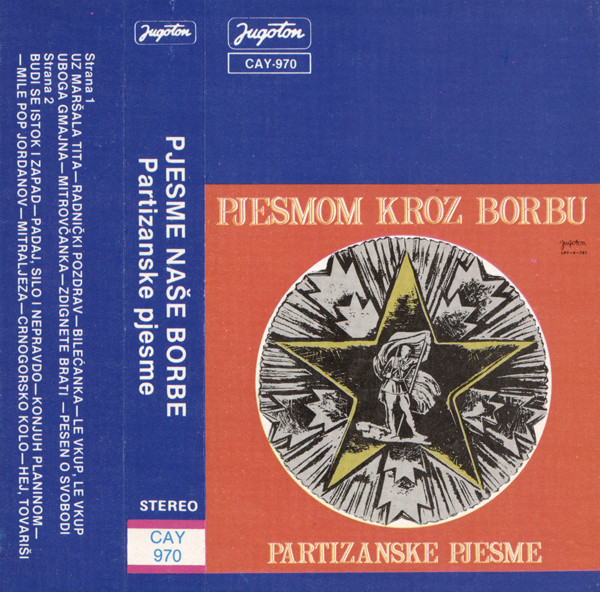 Strana 1
UZ MARŠALA TITA—RADNIČKI POZDRAV—BILEĆANKA—LE VKUP, LE VKUP
UBOGA GMAJNA—MITROVČANKA—ZDIGNETE BRATI—PESEN O SVOBODI
Strana 2
BUDI SE ISTOK I ZAPAD—PADAJ, SILO I NEPRAVDO—KONJUH PLANINOM—
—MILE POP JORDANOV—MITRALJEZA—CRNOGORSKO KOLO—HEJ, TOVARIŠI
Jugoton
PJESME NAŠE BORBE
Partizanske pjesme
STEREO
CAY
970
Jugoton
CAY-970
PJESMOM KROZ BORBU
Jugoton
PARTIZANSKE PJESME